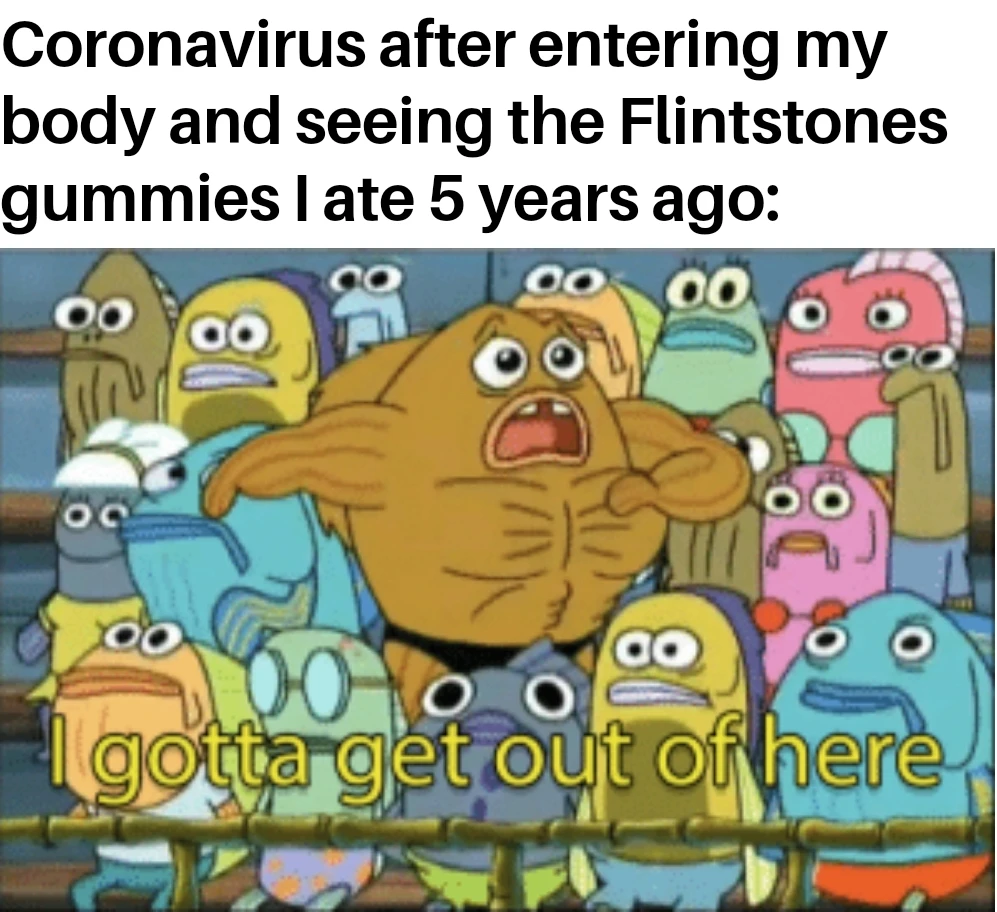 Coronavirus after entering my
body and seeing the Flintstones
gummies I ate 5 years ago:
I gotta get out of here